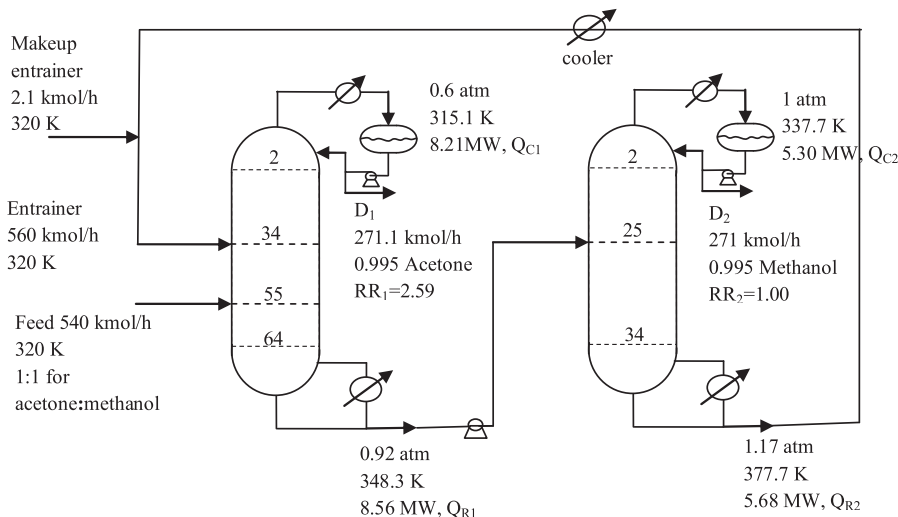 Makeup
entrainer
2.1 kmol/h
320 K
cooler
0.6 atm
315.1 K
8.21MW, QC1
1 atm
337.7 K
5.30 MW, QC2
2
34
55
64
Entrainer
560 kmol/h
320 K
Feed 540 kmol/h
320 K
1:1 for
acetone:methanol
D1
271.1 kmol/h
0.995 Acetone
RR1=2.59
2
25
34
D2
271 kmol/h
0.995 Methanol
RR2=1.00
0.92 atm
348.3 K
8.56 MW, QR1
1.17 atm
377.7 K
5.68 MW, QR2